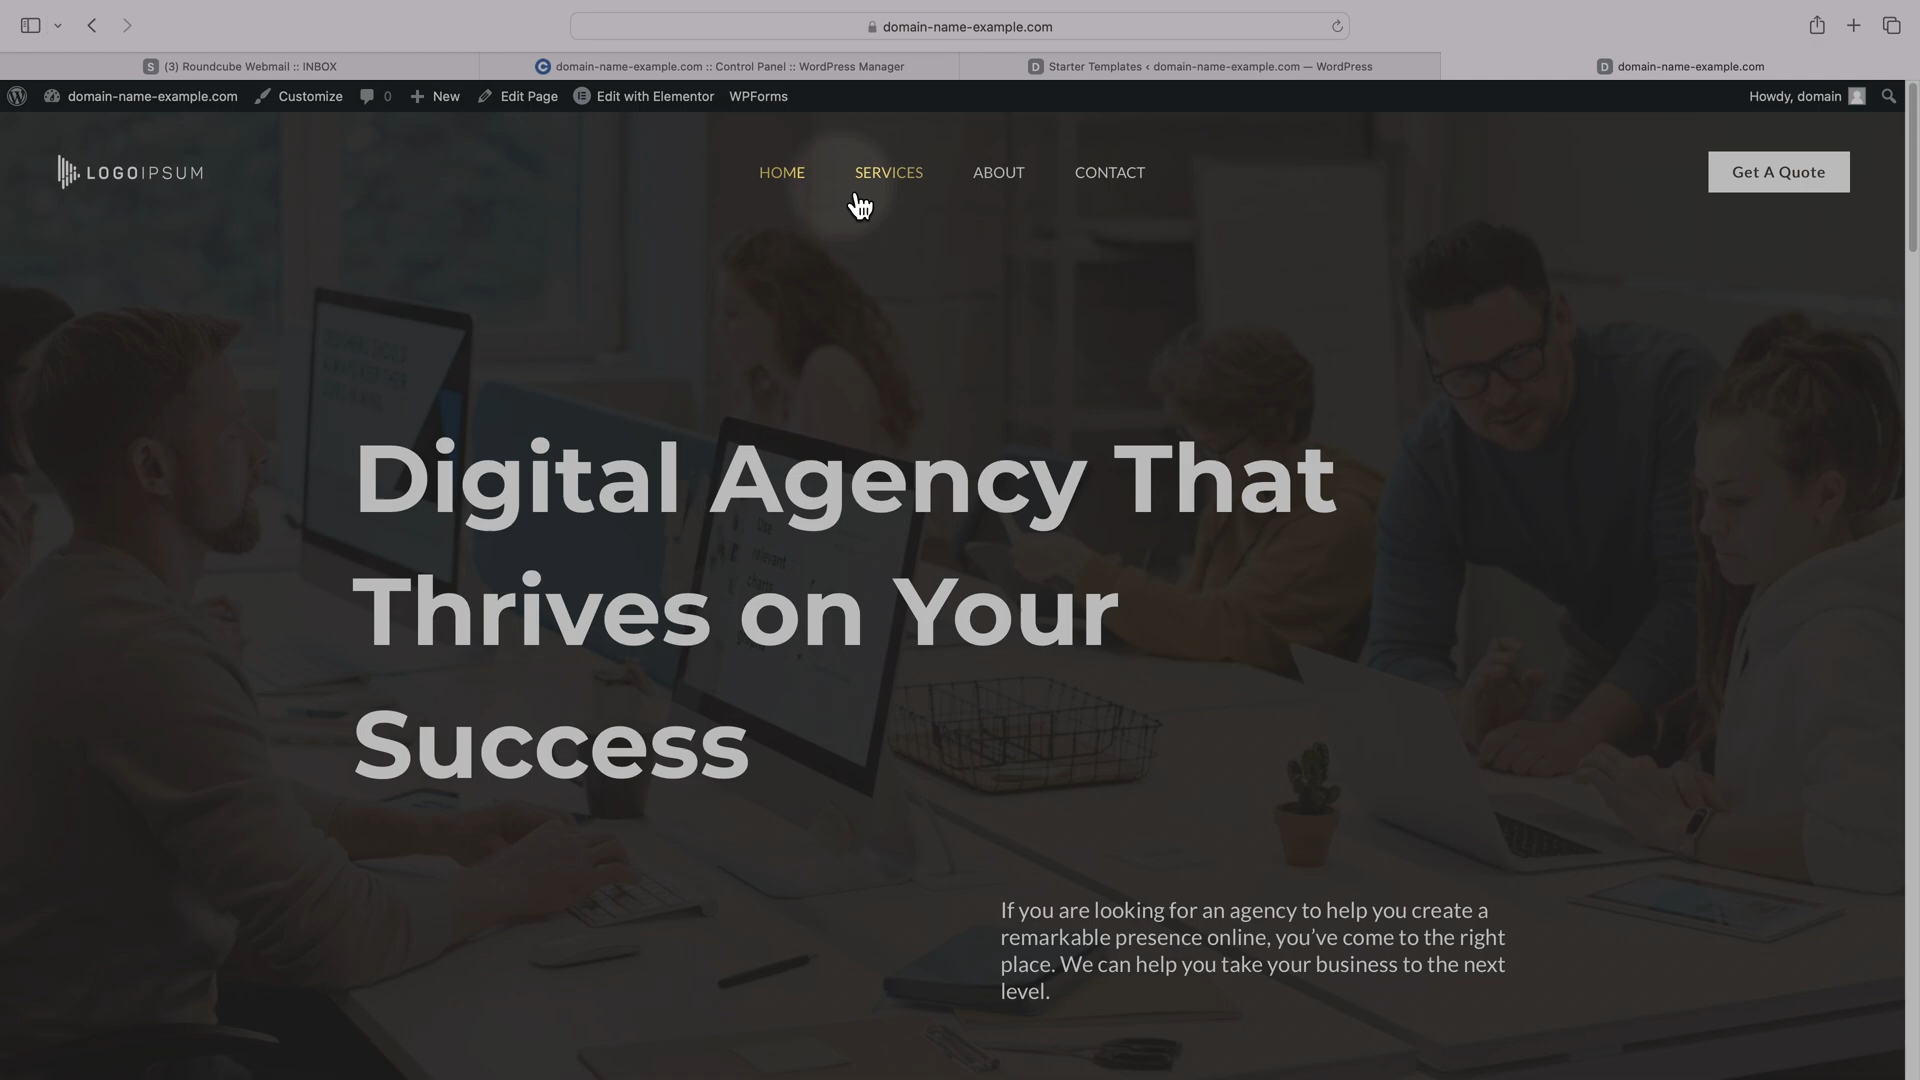 domain-name-example.com
S (3) Roundcube Webmail :: INBOX
C domain-name-example.com :: Control Panel :: WordPress Manager
D Starter Templates ‹ domain-name-example.com — WordPress
D domain-name-example.com
domain-name-example.com Customize 0 New Edit Page Edit with Elementor WPForms Howdy, domain
LOGOIPSUM
HOME SERVICES ABOUT CONTACT
Get A Quote
Digital Agency That
Thrives on Your
Success
Use
relevant
charts
If you are looking for an agency to help you create a
remarkable presence online, you’ve come to the right
place. We can help you take your business to the next
level.